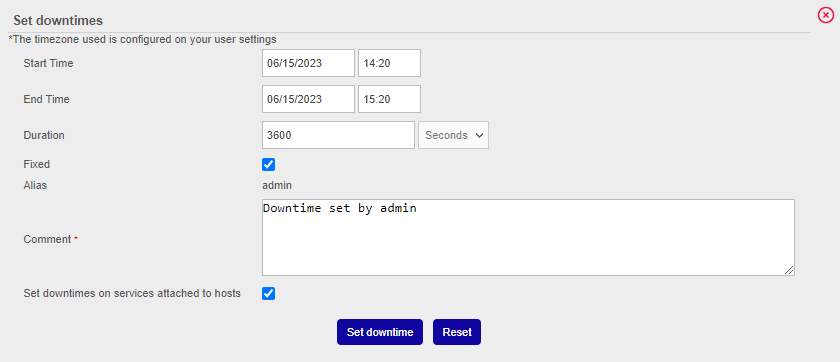 Set downtimes
*The timezone used is configured on your user settings
Start Time 06/15/2023 14:20
End Time 06/15/2023 15:20
Duration 3600 Seconds
Fixed
Alias admin
Comment * Downtime set by admin
Set downtimes on services attached to hosts
Set downtime Reset